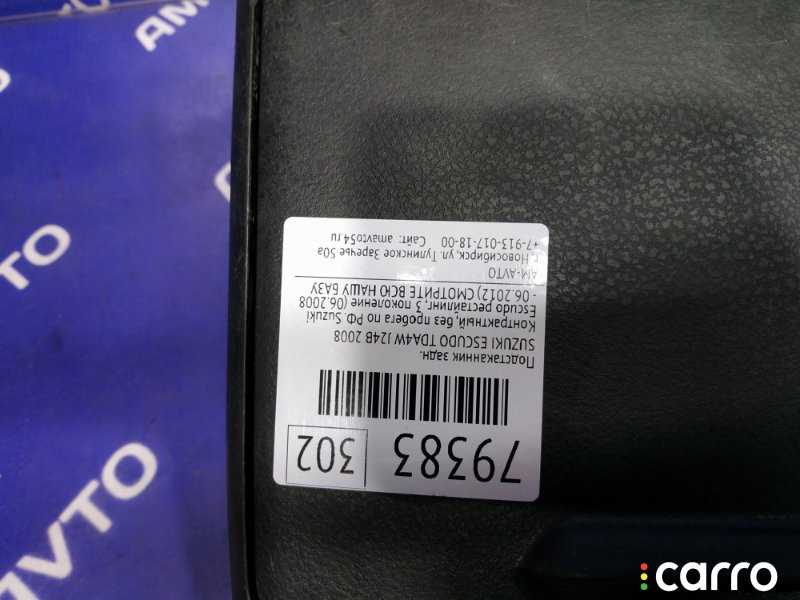 79383
302
Подстаканник задн.
SUZUKI ESCUDO TDA4W J24B 2008
Контрактный, без пробега по РФ. Suzuki
Escudo рестайлинг, 3 поколение (06.2008
- 06.2012) СМОТРИТЕ ВСЮ НАШУ БАЗУ
АМ-АВТО
г. Новосибирск, ул. Тулинское Заречье 50а
+7-913-017-18-00 Сайт: amavto54.ru
carro